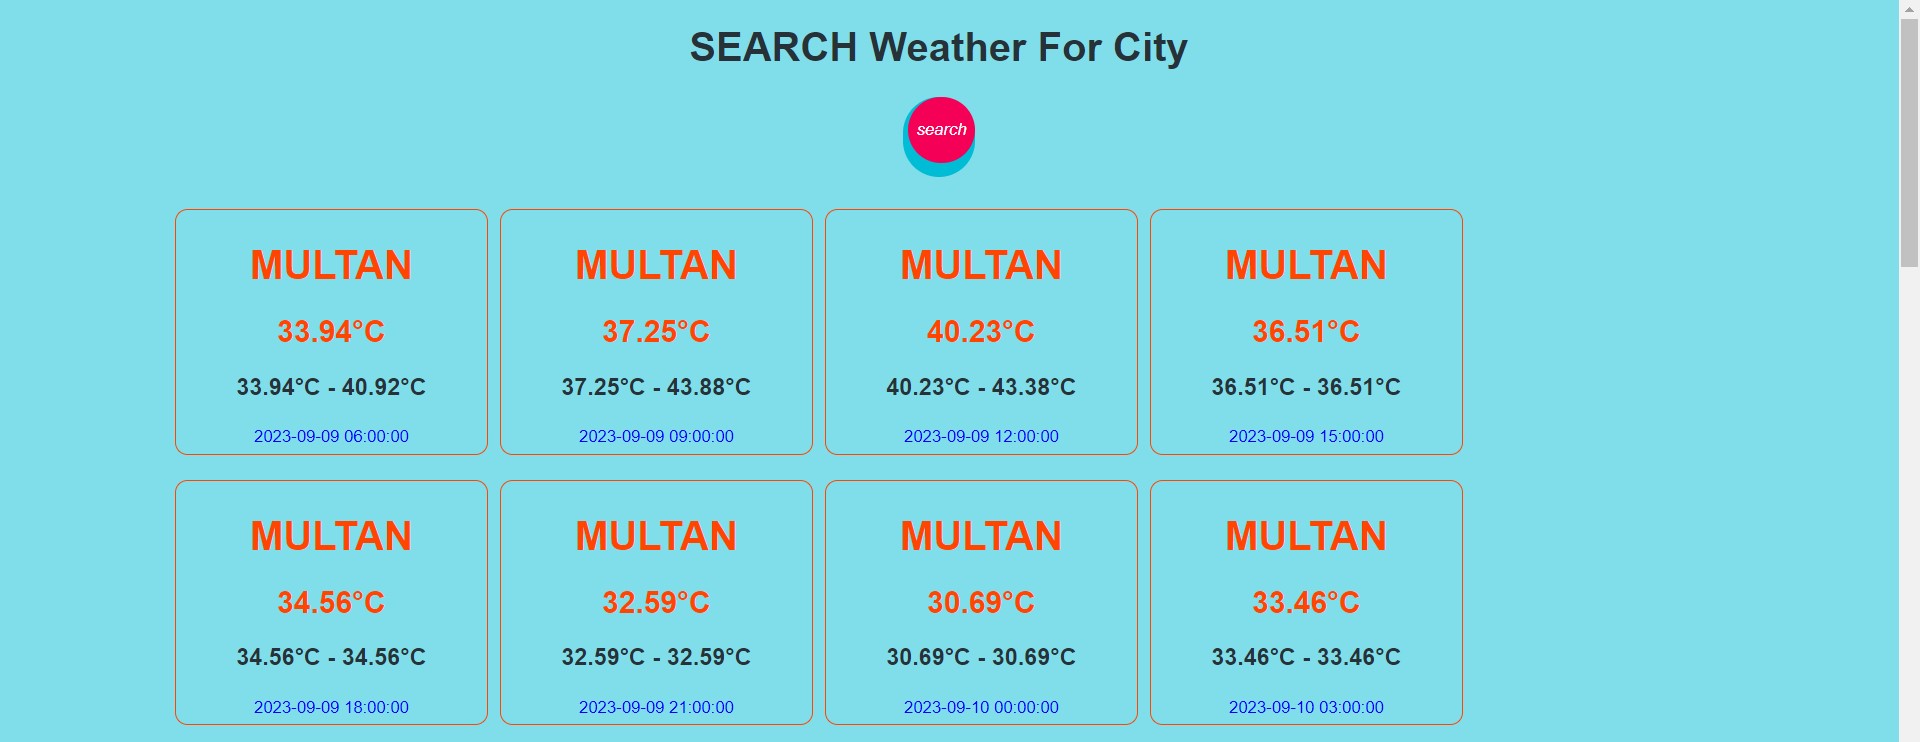 SEARCH Weather For City
search
MULTAN
33.94°C
33.94°C - 40.92°C
2023-09-09 06:00:00
MULTAN
37.25°C
37.25°C - 43.88°C
2023-09-09 09:00:00
MULTAN
40.23°C
40.23°C - 43.38°C
2023-09-09 12:00:00
MULTAN
36.51°C
36.51°C - 36.51°C
2023-09-09 15:00:00
MULTAN
34.56°C
34.56°C - 34.56°C
2023-09-09 18:00:00
MULTAN
32.59°C
32.59°C - 32.59°C
2023-09-09 21:00:00
MULTAN
30.69°C
30.69°C - 30.69°C
2023-09-10 00:00:00
MULTAN
33.46°C
33.46°C - 33.46°C
2023-09-10 03:00:00